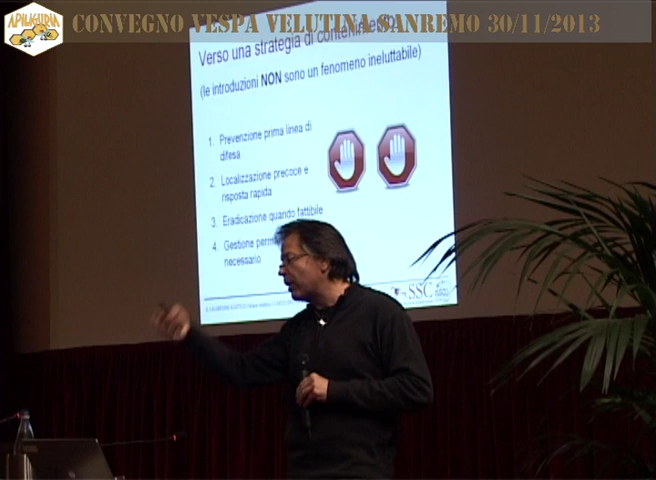 APILIGURIA
CONVEGNO VESPA VELUTINA SANREMO 30/11/2013
Verso una strategia di contenimento
(le introduzioni NON sono un fenomeno ineluttabile)
1. Prevenzione prima linea di
difesa
2. Localizzazione precoce e
risposta rapida
3. Eradicazione quando fattibile
4. Gestione
necessario
SSC